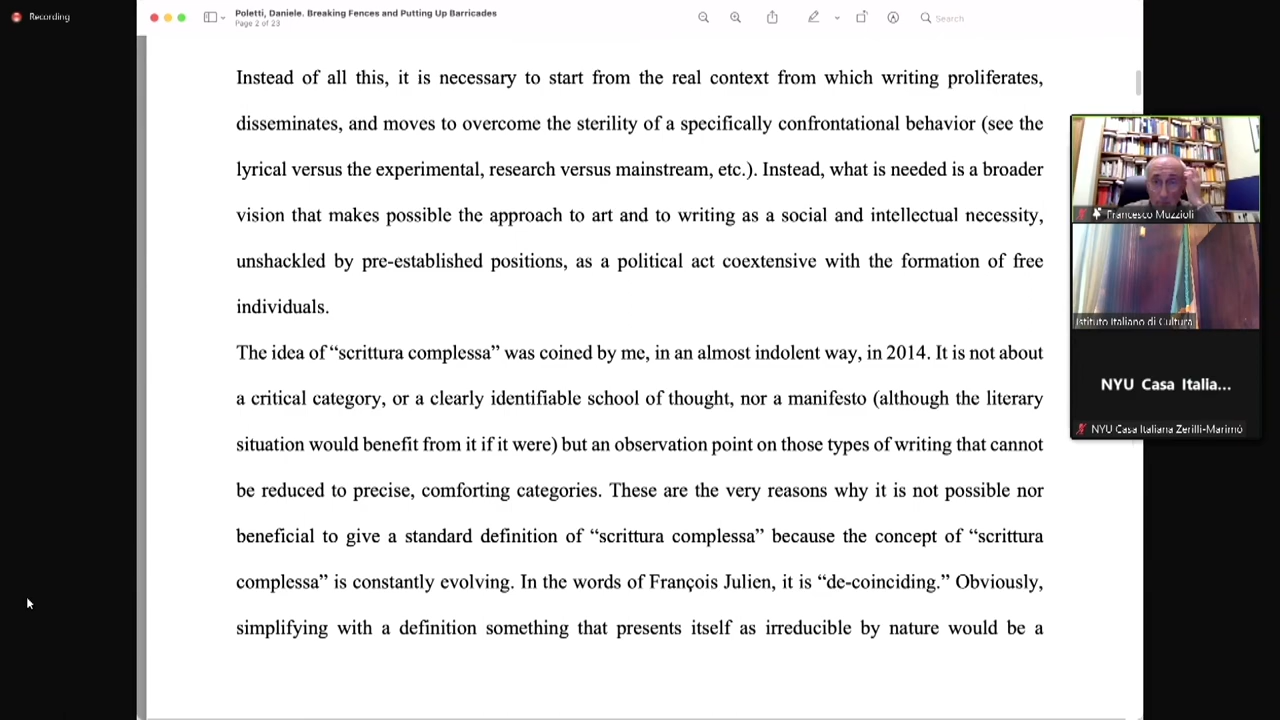 Recording
Poletti, Daniele. Breaking Fences and Putting Up Barricades
Page 2 of 23
Search
Instead of all this, it is necessary to start from the real context from which writing proliferates,
disseminates, and moves to overcome the sterility of a specifically confrontational behavior (see the
lyrical versus the experimental, research versus mainstream, etc.). Instead, what is needed is a broader
vision that makes possible the approach to art and to writing as a social and intellectual necessity,
unshackled by pre-established positions, as a political act coextensive with the formation of free
individuals.
The idea of “scrittura complessa” was coined by me, in an almost indolent way, in 2014. It is not about
a critical category, or a clearly identifiable school of thought, nor a manifesto (although the literary
situation would benefit from it if it were) but an observation point on those types of writing that cannot
be reduced to precise, comforting categories. These are the very reasons why it is not possible nor
beneficial to give a standard definition of “scrittura complessa” because the concept of “scrittura
complessa” is constantly evolving. In the words of François Julien, it is “de-coinciding.” Obviously,
simplifying with a definition something that presents itself as irreducible by nature would be a
Francesco Muzzioli
Istituto Italiano di Cultura
NYU Casa Italia...
NYU Casa Italiana Zerilli-Marimó